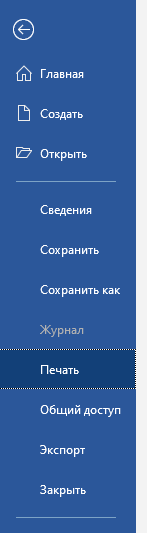 Главная
Создать
Открыть
Сведения
Сохранить
Сохранить как
Журнал
Печать
Общий доступ
Экспорт
Закрыть